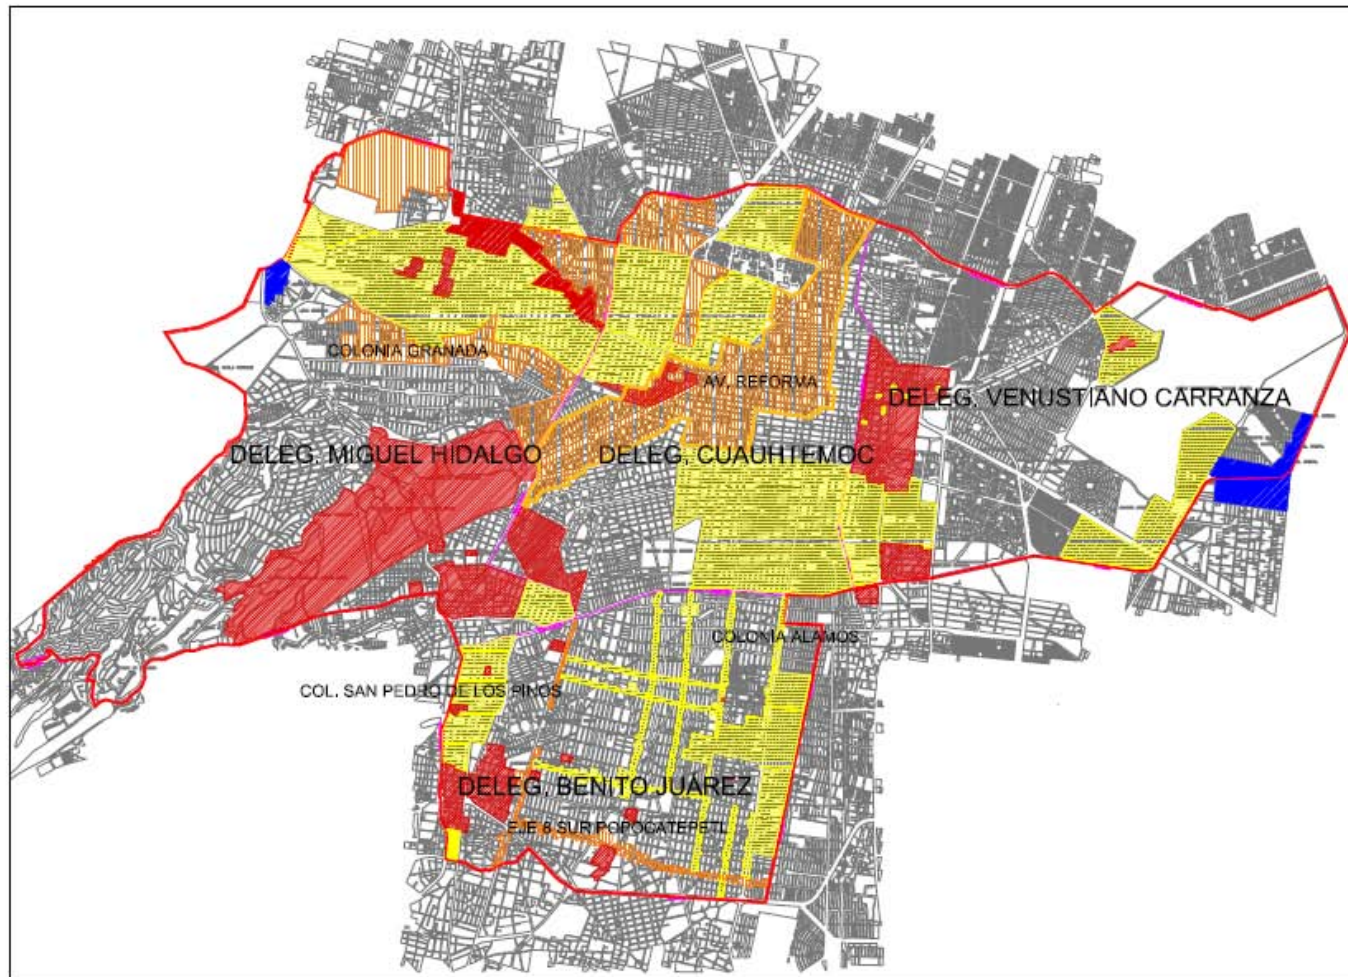 COLONIA GRANADA
AV. REFORMA
DELEG. VENUSTIANO CARRANZA
DELEG. MIGUEL HIDALGO
DELEG. CUAUHTEMOC
COLONIA ALAMOS
COL. SAN PEDRO DE LOS PINOS
DELEG. BENITO JUÁREZ
EJE 8 SUR POPOCATEPETL